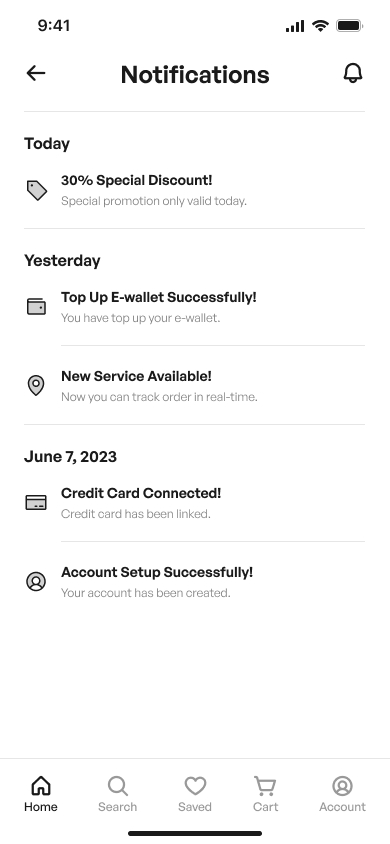 9:41
Notifications
Today
30% Special Discount!
Special promotion only valid today.
Yesterday
Top Up E-wallet Successfully!
You have top up your e-wallet.
New Service Available!
Now you can track order in real-time.
June 7, 2023
Credit Card Connected!
Credit card has been linked.
Account Setup Successfully!
Your account has been created.
Home Search Saved Cart Account